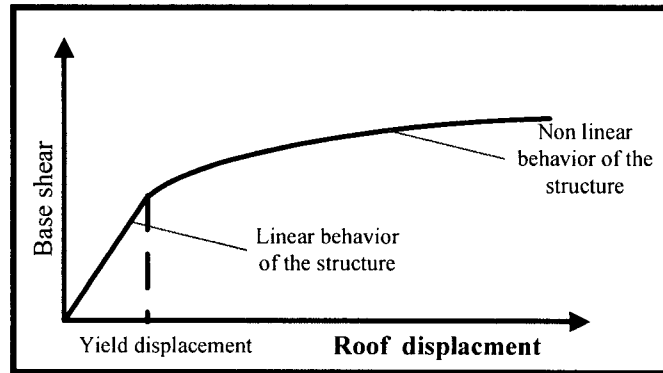 Base shear
Non linear
behavior of the
structure
Linear behavior
of the structure
Yield displacement
Roof displacment